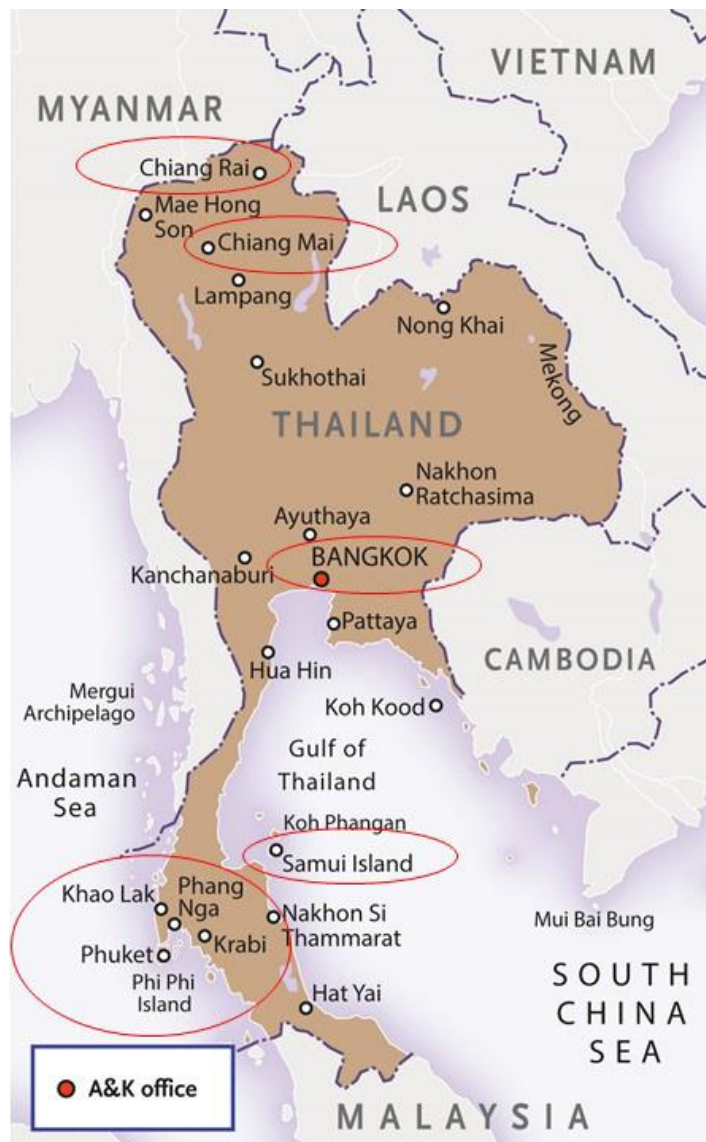 VIETNAM
MYANMAR
Chiang Rai
LAOS
Mae Hong
Son
Chiang Mai
Lampang
Nong Khai
Mekong
Sukhothai
THAILAND
Nakhon
Ratchasima
Ayuthaya
BANGKOK
Kanchanaburi
Pattaya
CAMBODIA
Hua Hin
Mergui
Archipelago
Koh Kood
Gulf of
Thailand
Andaman
Sea
Koh Phangan
Samui Island
Khao Lak
Phang
Nga
Nakhon Si
Thammarat
Mui Bai Bung
Krabi
Phuket
Phi Phi
Island
Hat Yai
SOUTH
CHINA
SEA
A&K office
MALAYSIA